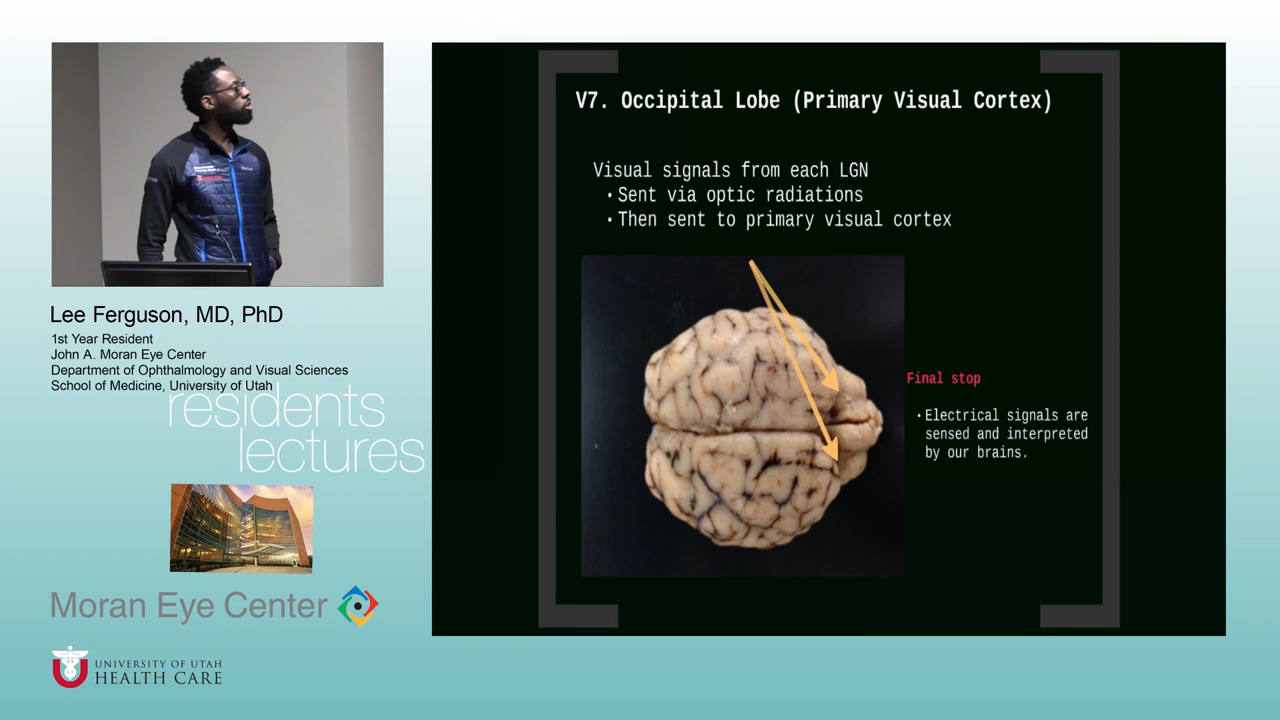 V7. Occipital Lobe (Primary Visual Cortex)
Visual signals from each LGN
• Sent via optic radiations
• Then sent to primary visual cortex
Final stop
• Electrical signals are
sensed and interpreted
by our brains.
Lee Ferguson, MD, PhD
1st Year Resident
John A. Moran Eye Center
Department of Ophthalmology and Visual Sciences
School of Medicine, University of Utah
residents
lectures
Moran Eye Center
UNIVERSITY OF UTAH
HEALTH CARE